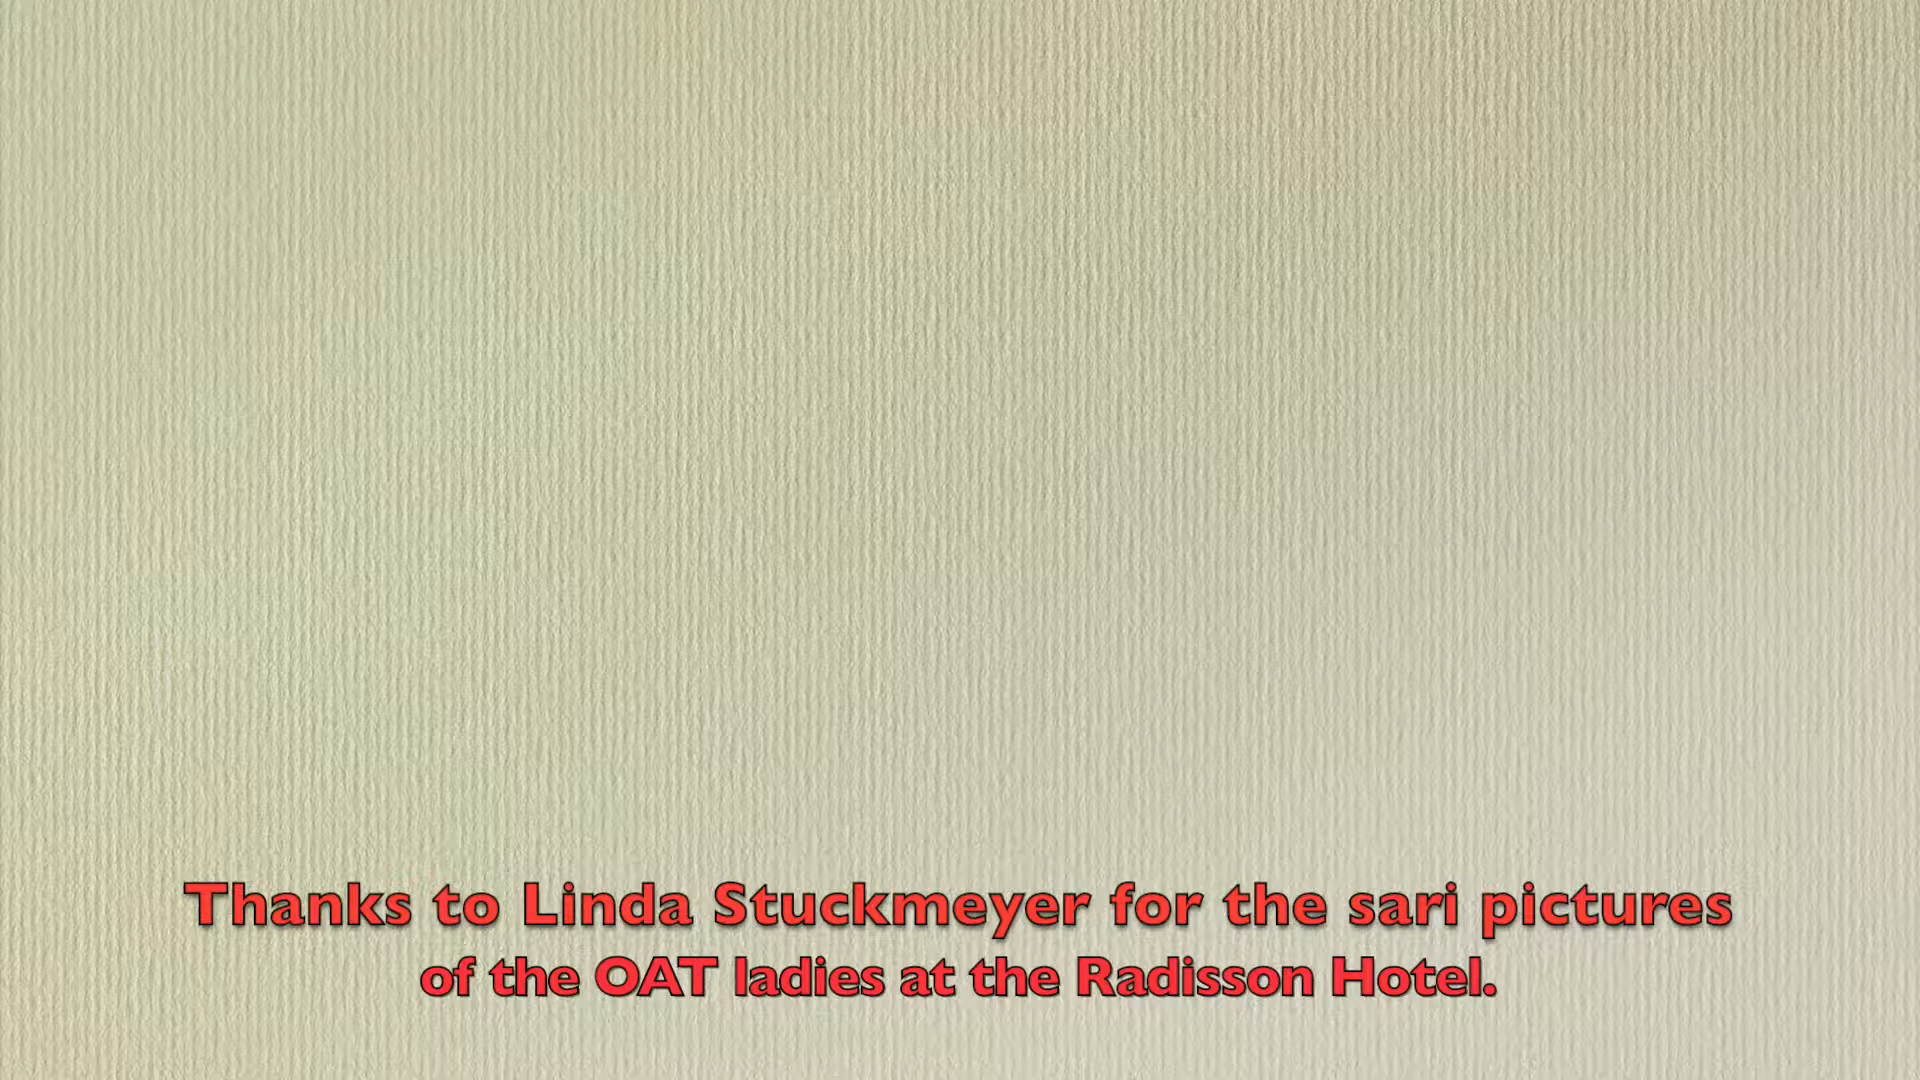 Thanks to Linda Stuckmeyer for the sari pictures
of the OAT ladies at the Radisson Hotel.